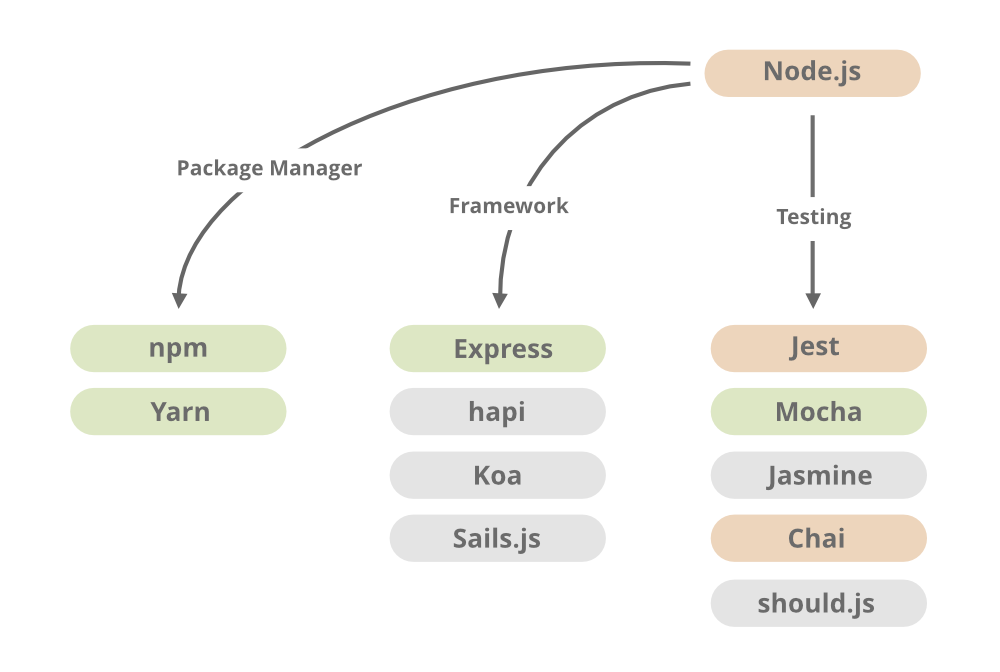 Node.js
Package Manager
Framework
Testing
npm
Yarn
Express
hapi
Koa
Sails.js
Jest
Mocha
Jasmine
Chai
should.js